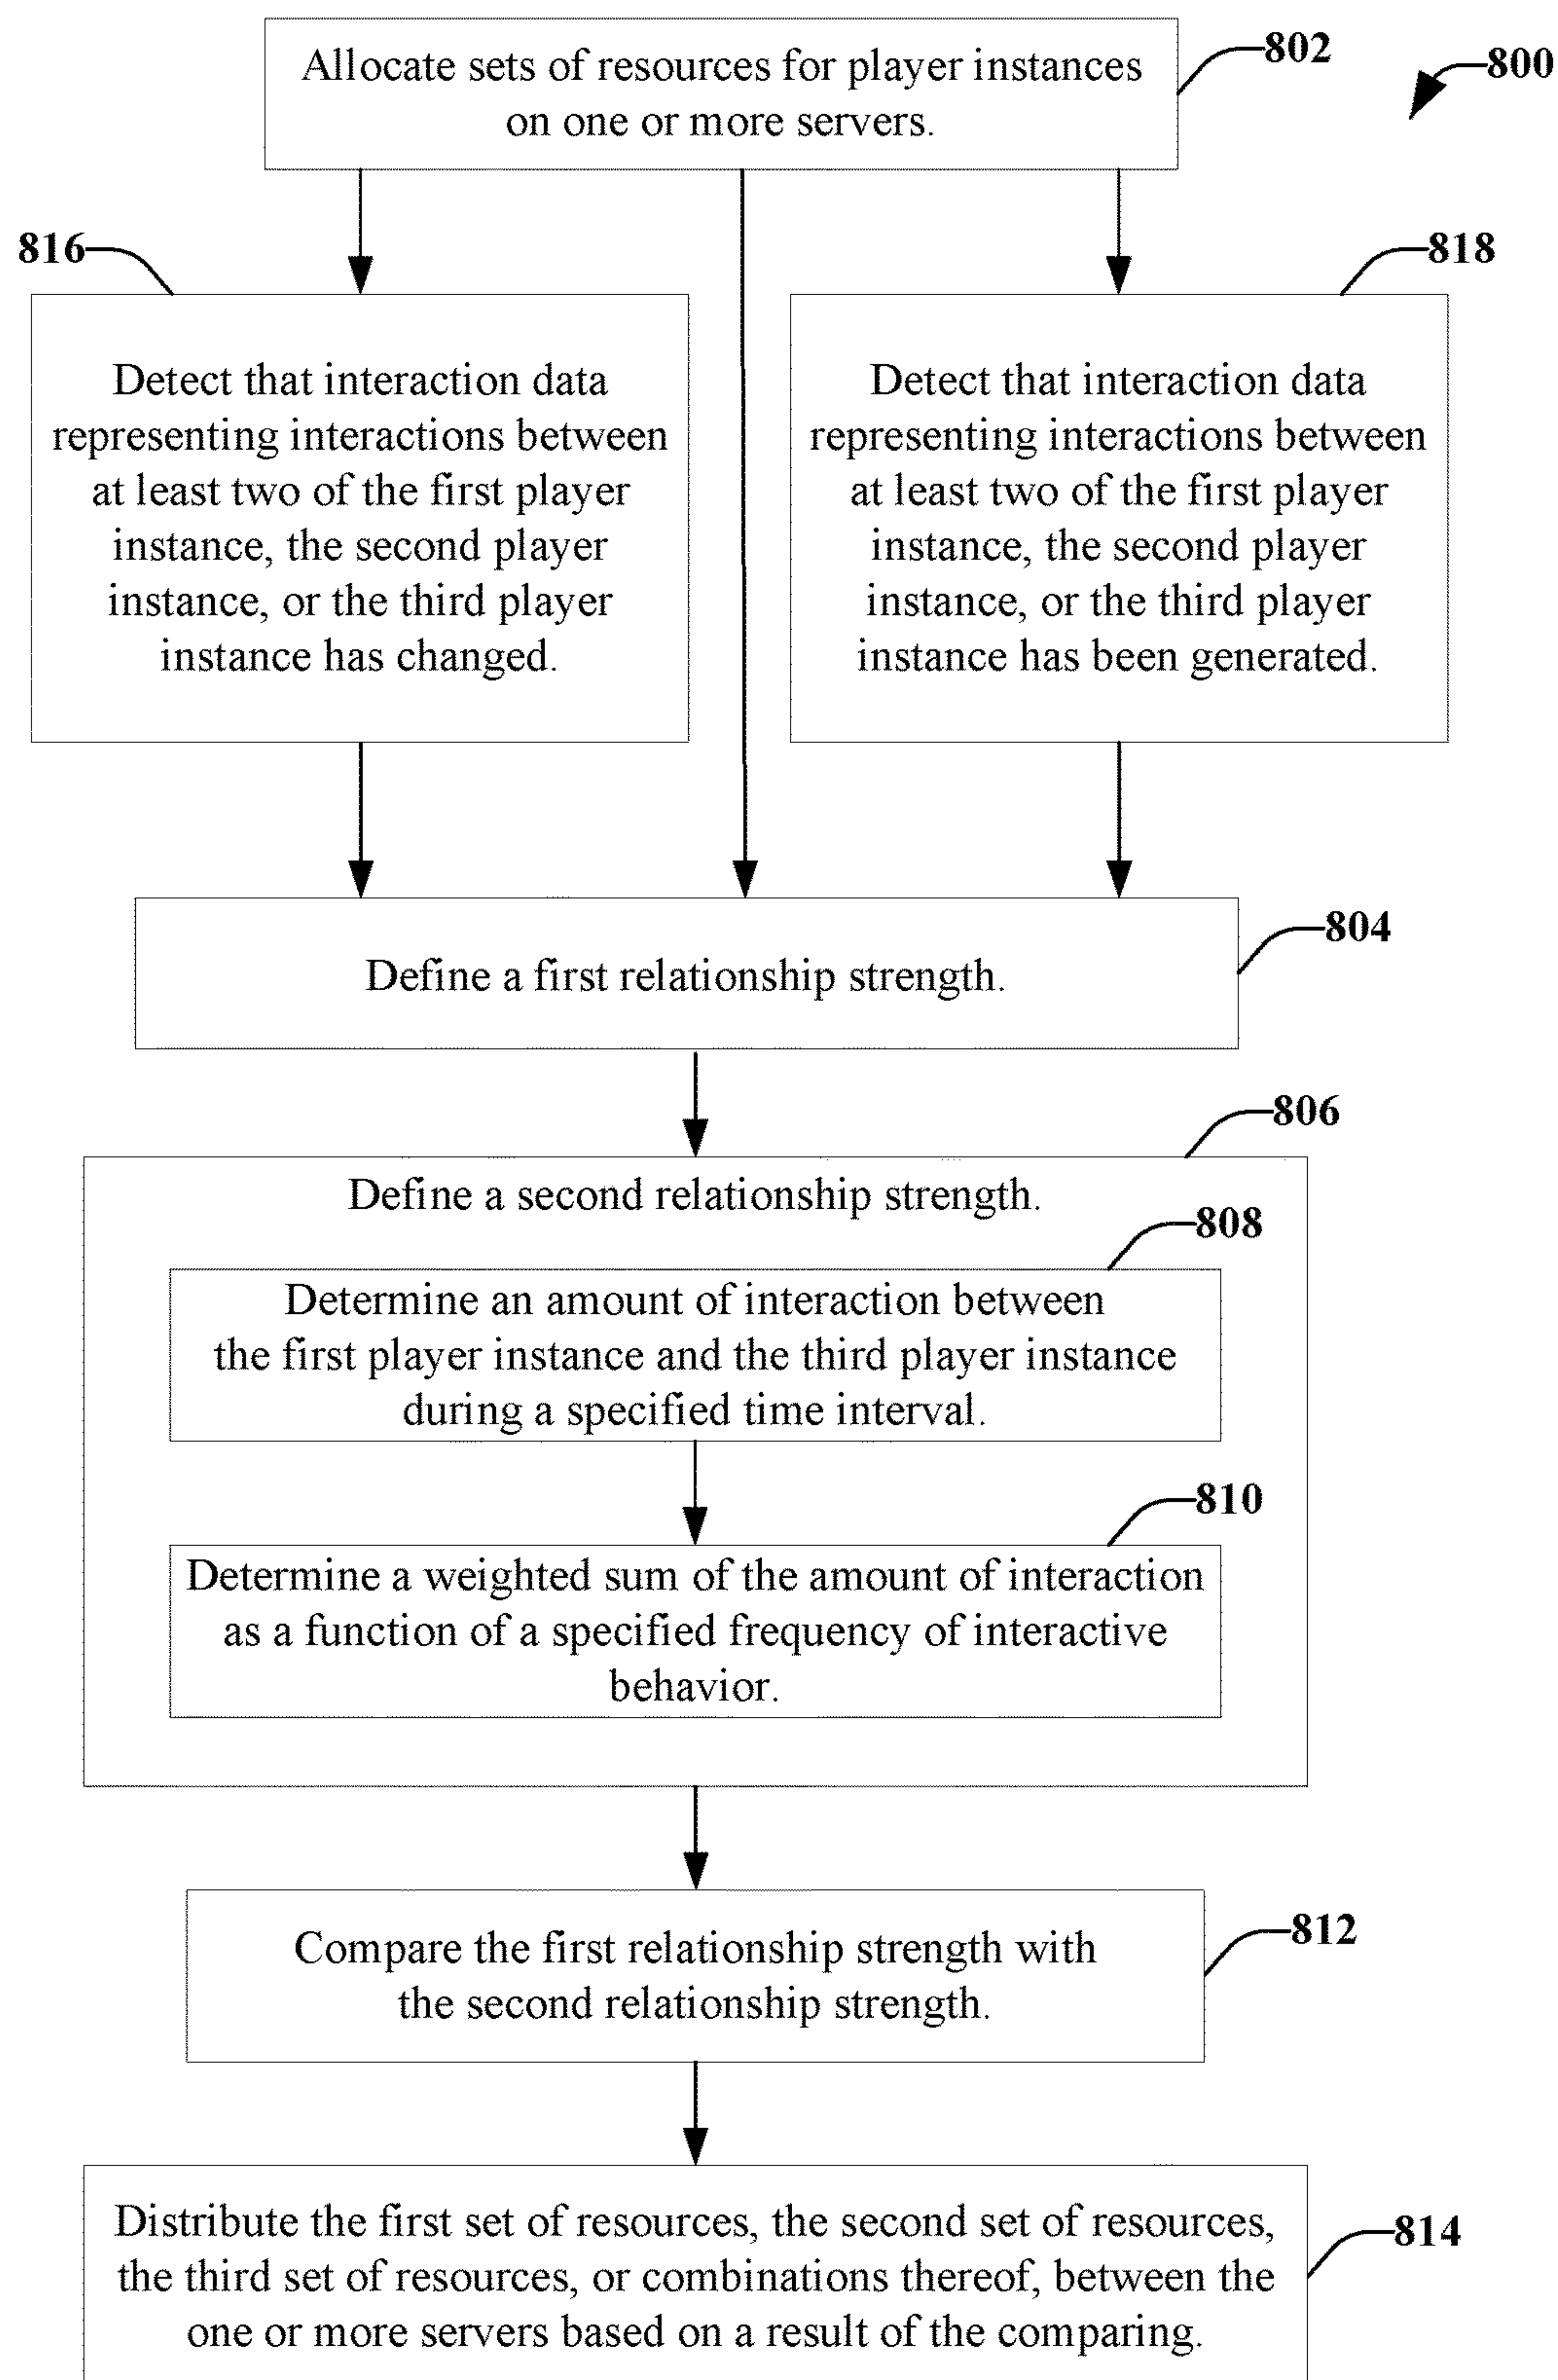 Allocate sets of resources for player instances
on one or more servers.
802
800
816
Detect that interaction data
representing interactions between
at least two of the first player
instance, the second player
instance, or the third player
instance has changed.
818
Detect that interaction data
representing interactions between
at least two of the first player
instance, the second player
instance, or the third player
instance has been generated.
804
Define a first relationship strength.
806
Define a second relationship strength.
808
Determine an amount of interaction between
the first player instance and the third player instance
during a specified time interval.
810
Determine a weighted sum of the amount of interaction
as a function of a specified frequency of interactive
behavior.
812
Compare the first relationship strength with
the second relationship strength.
814
Distribute the first set of resources, the second set of resources,
the third set of resources, or combinations thereof, between the
one or more servers based on a result of the comparing.